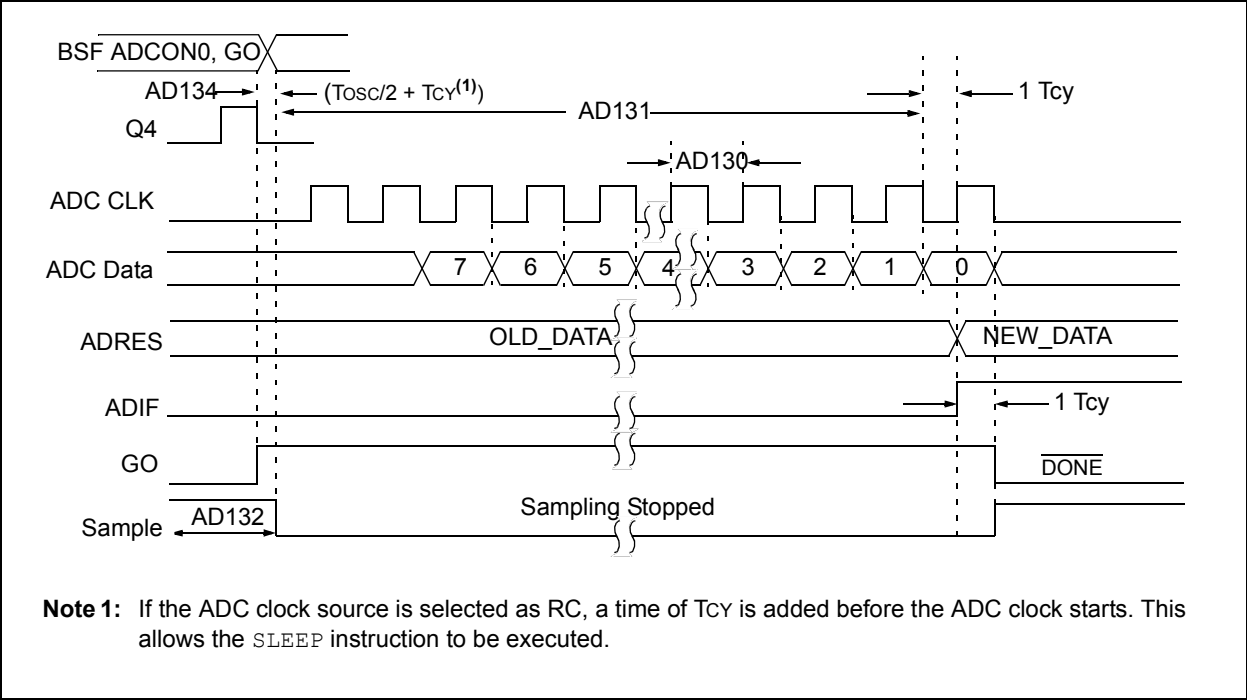 BSF ADCON0, GO
AD134 (TOSC/2 + TCY(1)) 1 Tcy
AD131
Q4
AD130
ADC CLK
ADC Data 7 6 5 4 3 2 1 0
ADRES OLD_DATA NEW_DATA
ADIF 1 Tcy
GO DONE
Sample AD132 Sampling Stopped
Note 1: If the ADC clock source is selected as RC, a time of TCY is added before the ADC clock starts. This
allows the SLEEP instruction to be executed.